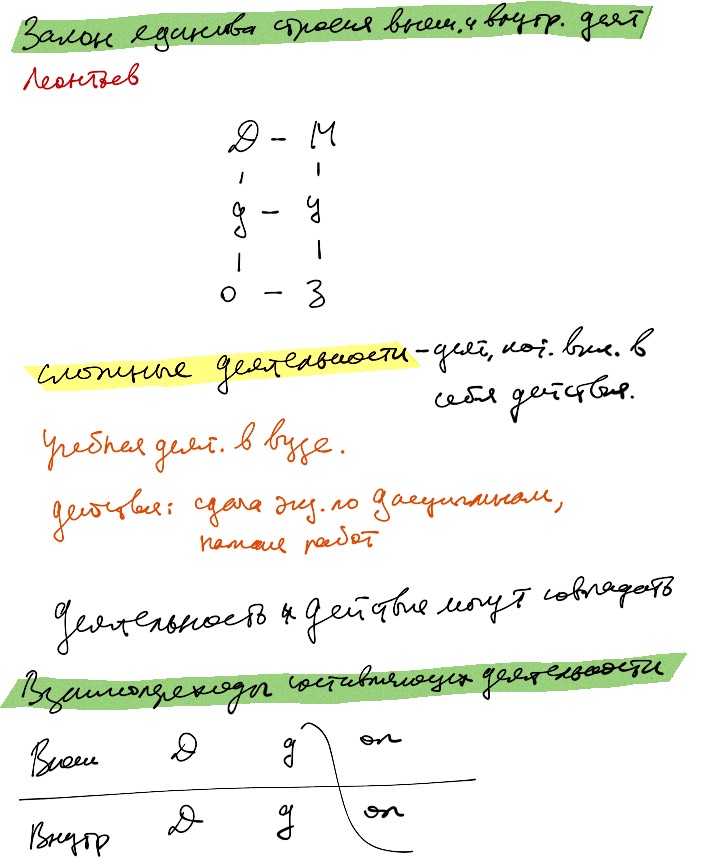 Закон единства строения внеш. и внутр. деят
Леонтьев
Д - М
д - у
о - З
сложные деятельности - деят, кот. вкл. в
себя действия.
Учебная деят. в вузе.
действия: сдача экз. по дисциплинам,
написание работ
Деятельность и действия могут совпадать
Взаимопереходы составляющих деятельности
Внеш Д д оп
Внутр Д д оп